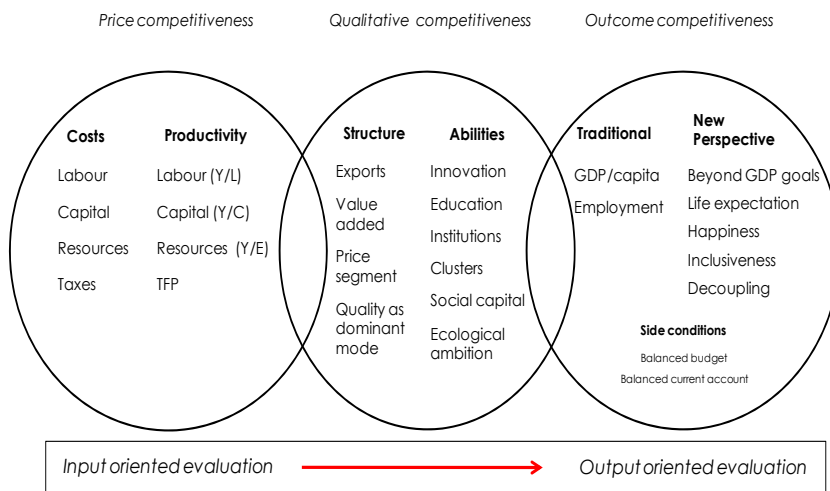 Price competitiveness
Qualitative competitiveness
Outcome competitiveness
Costs
Labour
Capital
Resources
Taxes
Productivity
Labour (Y/L)
Capital (Y/C)
Resources (Y/E)
TFP
Structure
Exports
Value
added
Price
segment
Quality as
dominant
mode
Abilities
Innovation
Education
Institutions
Clusters
Social capital
Ecological
ambition
Traditional
GDP/capita
Employment
New
Perspective
Beyond GDP goals
Life expectation
Happiness
Inclusiveness
Decoupling
Side conditions
Balanced budget
Balanced current account
Input oriented evaluation
Output oriented evaluation